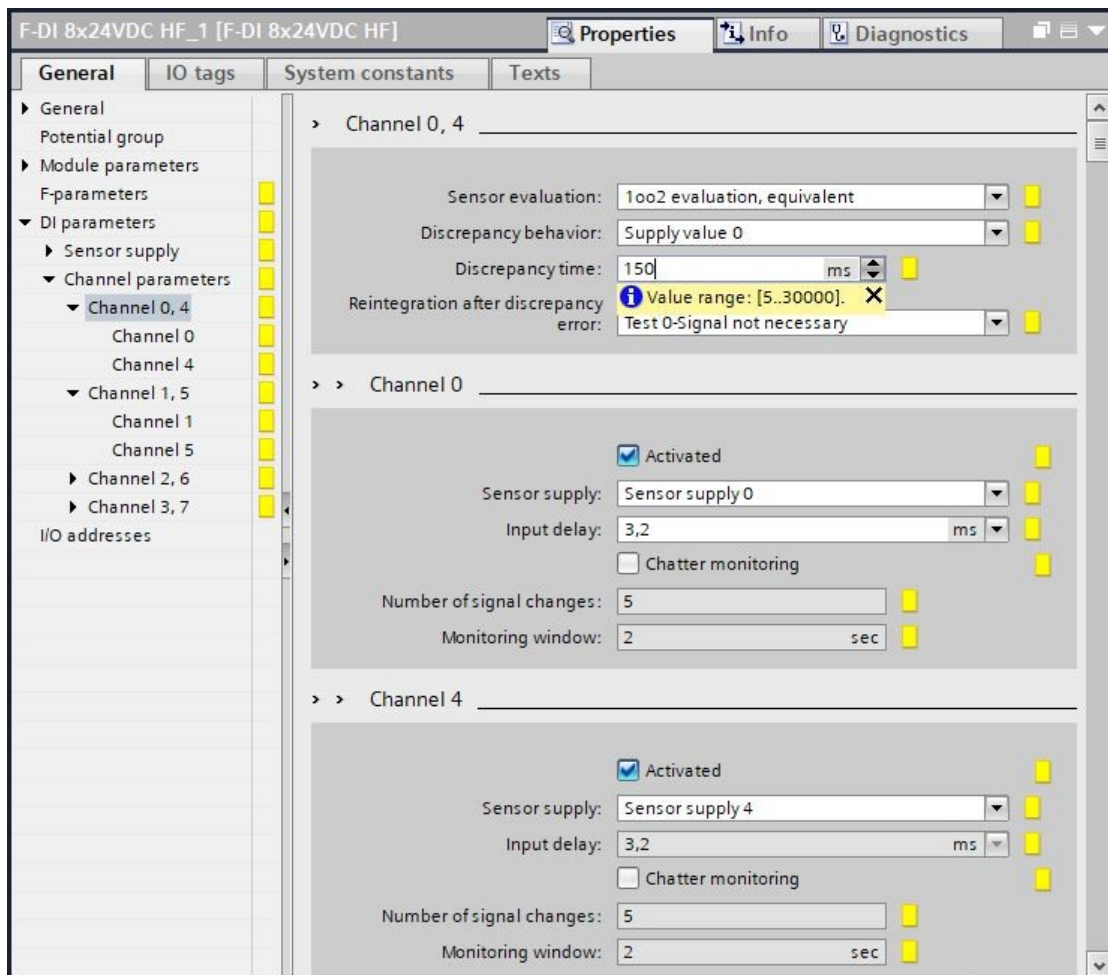 F-DI 8x24VDC HF_1 [F-DI 8x24VDC HF]
Properties
Info
Diagnostics
General
IO tags
System constants
Texts
General
Potential group
Module parameters
F-parameters
DI parameters
Sensor supply
Channel parameters
Channel 0, 4
Channel 0
Channel 4
Channel 1, 5
Channel 1
Channel 5
Channel 2, 6
Channel 3, 7
I/O addresses
Channel 0, 4
Sensor evaluation: 1oo2 evaluation, equivalent
Discrepancy behavior: Supply value 0
Discrepancy time: 150 ms
Value range: [5..30000].
Reintegration after discrepancy
error: Test 0-Signal not necessary
Channel 0
Activated
Sensor supply: Sensor supply 0
Input delay: 3,2 ms
Chatter monitoring
Number of signal changes: 5
Monitoring window: 2 sec
Channel 4
Activated
Sensor supply: Sensor supply 4
Input delay: 3,2 ms
Chatter monitoring
Number of signal changes: 5
Monitoring window: 2 sec